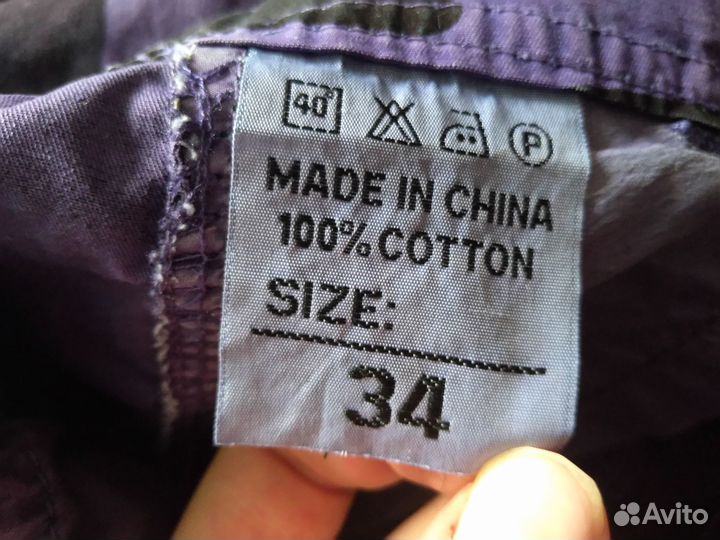 40° P
MADE IN CHINA
100% COTTON
SIZE:
34
Avito